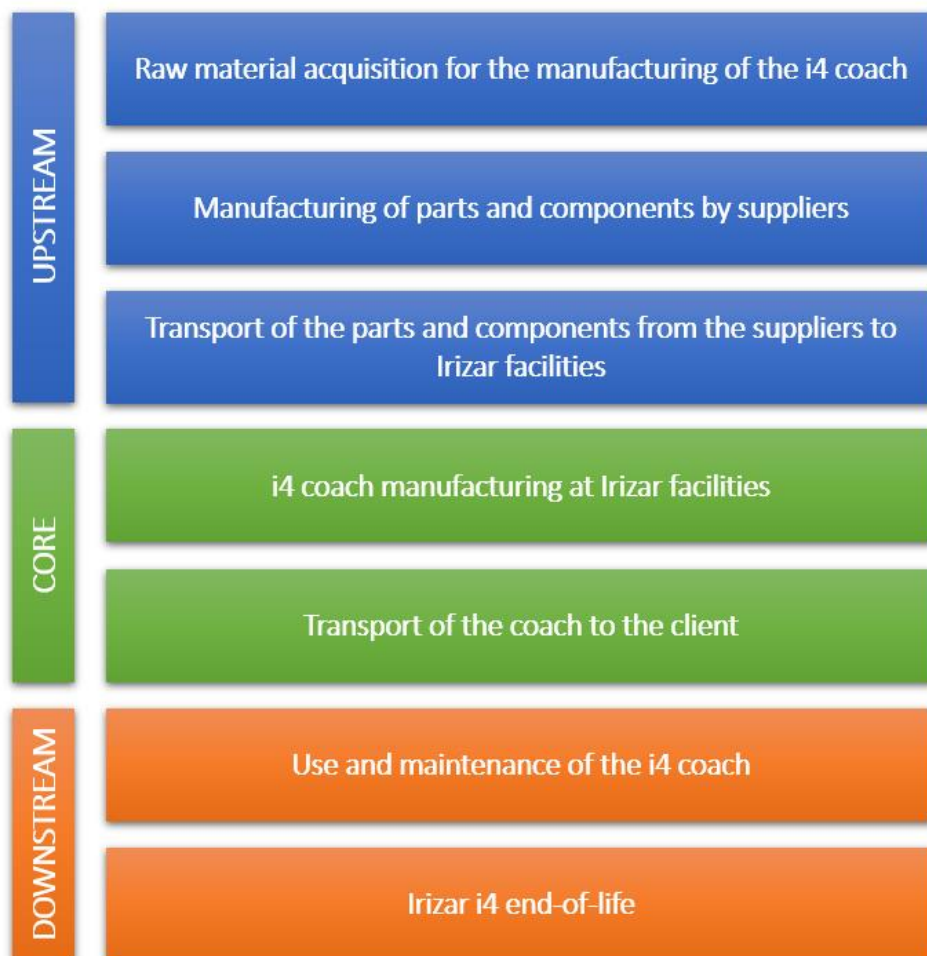 UPSTREAM
Raw material acquisition for the manufacturing of the i4 coach
Manufacturing of parts and components by suppliers
Transport of the parts and components from the suppliers to
Irizar facilities
CORE
i4 coach manufacturing at Irizar facilities
Transport of the coach to the client
DOWNSTREAM
Use and maintenance of the i4 coach
Irizar i4 end-of-life